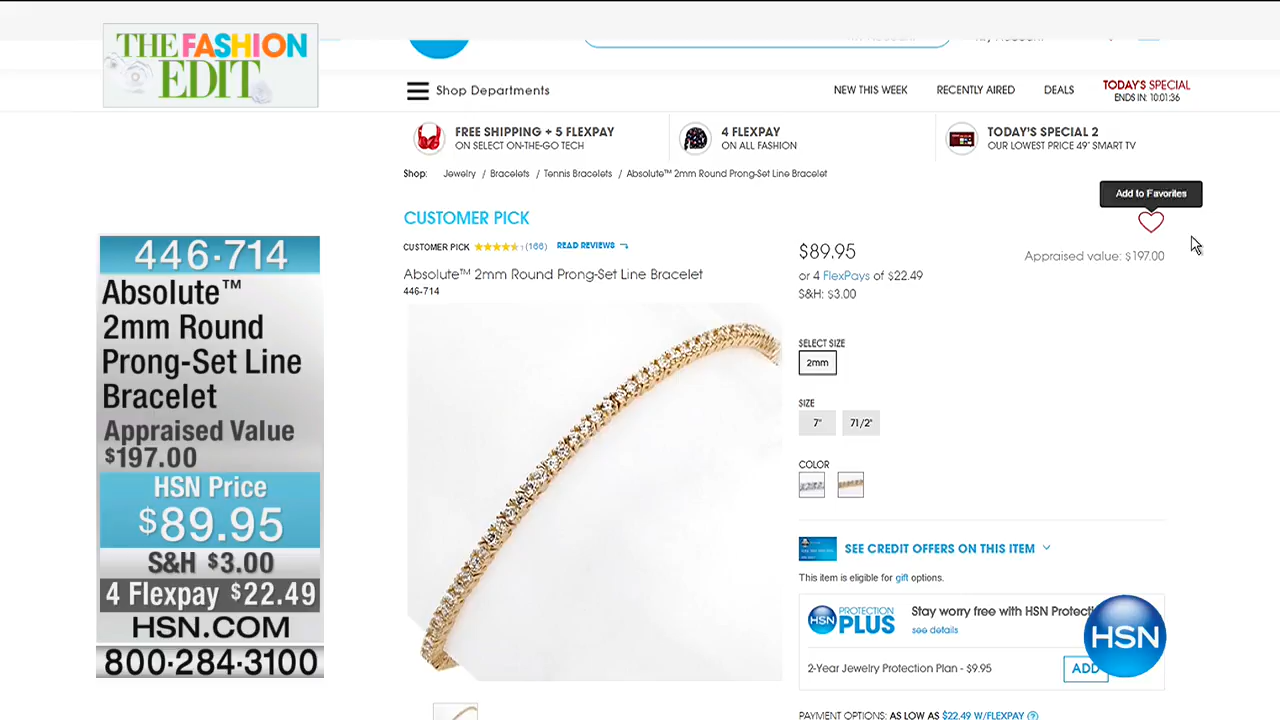 THE FASHION
EDIT
Shop Departments
NEW THIS WEEK
RECENTLY AIRED
DEALS
TODAY'S SPECIAL
ENDS IN: 10:01:36
FREE SHIPPING + 5 FLEXPAY
ON SELECT ON-THE-GO TECH
4 FLEXPAY
ON ALL FASHION
TODAY'S SPECIAL 2
OUR LOWEST PRICE 49" SMART TV
Shop: Jewelry / Bracelets / Tennis Bracelets / Absolute™ 2mm Round Prong-Set Line Bracelet
Add to Favorites
CUSTOMER PICK
CUSTOMER PICK (166) READ REVIEWS
Absolute™ 2mm Round Prong-Set Line Bracelet
446-714
$89.95
Appraised value: $197.00
or 4 FlexPays of $22.49
S&H: $3.00
SELECT SIZE
2mm
SIZE
7" 71/2"
COLOR
SEE CREDIT OFFERS ON THIS ITEM
This item is eligible for gift options.
HSN PROTECTION
PLUS
Stay worry free with HSN Protecti
see details
2-Year Jewelry Protection Plan - $9.95
ADD
HSN
PAYMENT OPTIONS: AS LOW AS $22.49 W/FLEXPAY ?
446-714
Absolute™
2mm Round
Prong-Set Line
Bracelet
Appraised Value
$197.00
HSN Price
$89.95
S&H $3.00
4 Flexpay $22.49
HSN.COM
800-284-3100